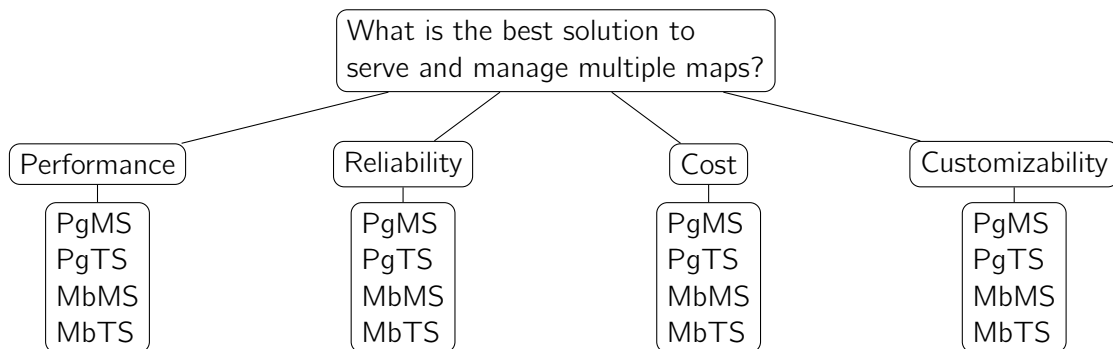 What is the best solution to
serve and manage multiple maps?
Performance
Reliability
Cost
Customizability
PgMS
PgTS
MbMS
MbTS
PgMS
PgTS
MbMS
MbTS
PgMS
PgTS
MbMS
MbTS
PgMS
PgTS
MbMS
MbTS